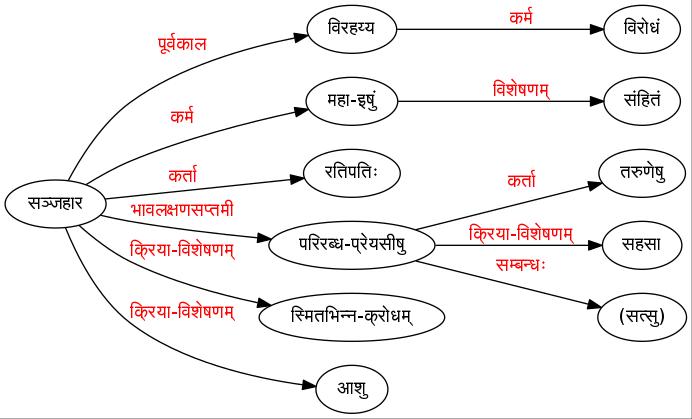 विरहय्य
कर्म
विरोधं
पूर्वकाल
महा-इषुं
विशेषणम्
संहितं
कर्म
रतिपतिः
कर्ता
तरुणेषु
कर्ता
सञ्जहार
भावलक्षणसप्तमी
परिरब्ध-प्रेयसीषु
क्रिया-विशेषणम्
सहसा
क्रिया-विशेषणम्
सम्बन्धः
स्मितभिन्न-क्रोधम्
(सत्सु)
क्रिया-विशेषणम्
आशु